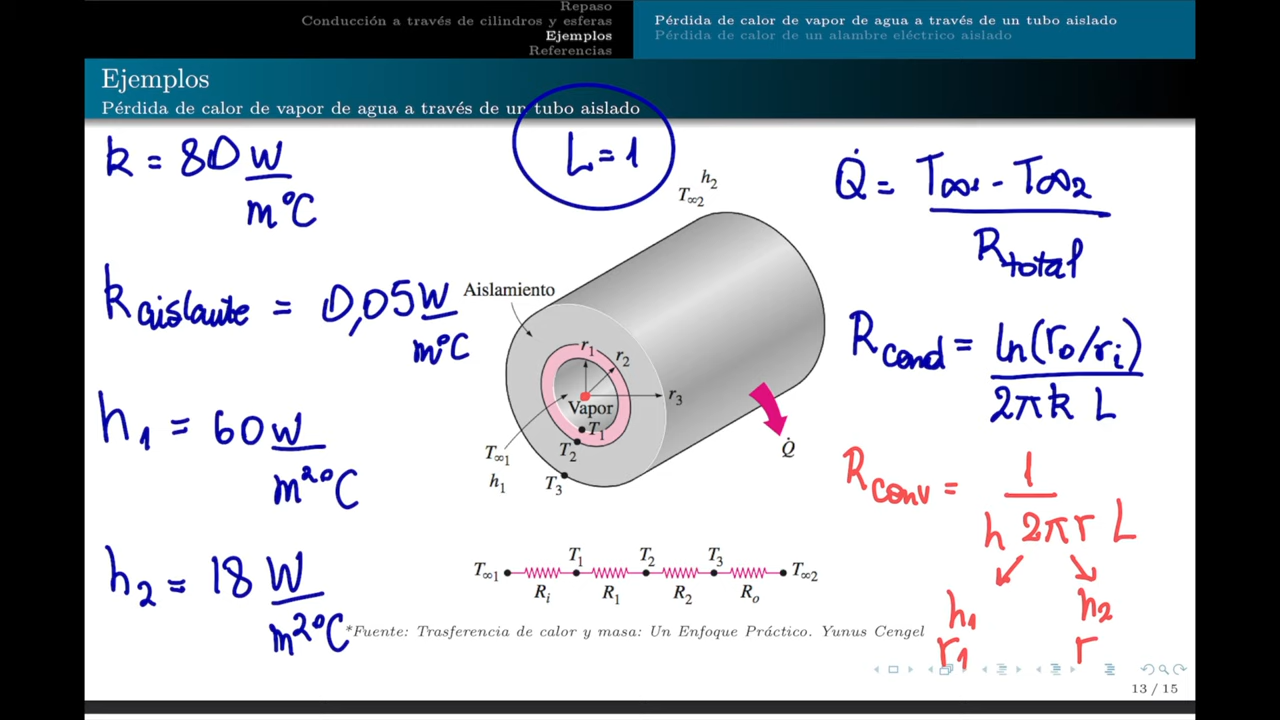 Repaso
Conducción a través de cilindros y esferas
Ejemplos
Referencias
Pérdida de calor de vapor de agua a través de un tubo aislado
Pérdida de calor de un alambre eléctrico aislado
Ejemplos
Pérdida de calor de vapor de agua a través de un tubo aislado
k = 80 W/m°C
L = 1
k aislante = 0,05 W/m°C
h₁ = 60 W/m²°C
h₂ = 18 W/m²°C
h₂
T∞₂
Aislamiento
r₁
r₂
r₃
Vapor
T₁
T₂
T∞₁
h₁
T₃
Q̇
T∞₁ T₁ T₂ T₃ T∞₂
Rᵢ R₁ R₂ Rₒ
Q̇ = T∞₁ - T∞₂ / R total
R cond = ln(r₀/rᵢ) / 2πk L
R conv = 1 / h 2πr L
h₁ h₂
r₁ r
*Fuente: Trasferencia de calor y masa: Un Enfoque Práctico. Yunus Cengel
13 / 15